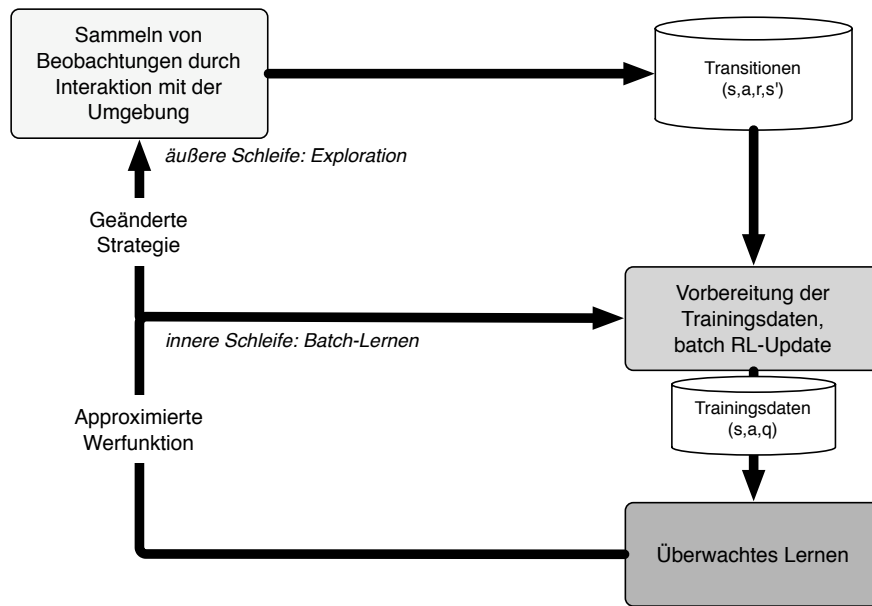 Sammeln von
Beobachtungen durch
Interaktion mit der
Umgebung
Transitionen
(s,a,r,s')
äußere Schleife: Exploration
Geänderte
Strategie
Vorbereitung der
Trainingsdaten,
batch RL-Update
innere Schleife: Batch-Lernen
Trainingsdaten
(s,a,q)
Approximierte
Werfunktion
Überwachtes Lernen